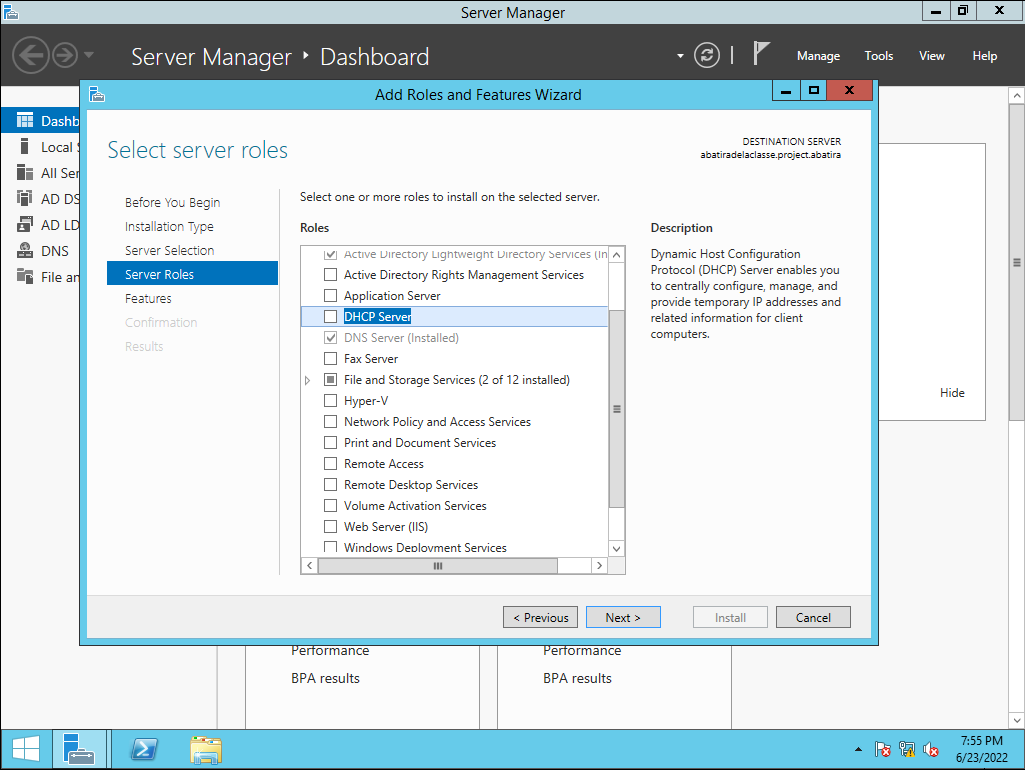 Server Manager
Server Manager • Dashboard
Manage
Tools
View
Help
Dashb
Local S
All Ser
AD DS
AD LD
DNS
File an
Add Roles and Features Wizard
Select server roles
DESTINATION SERVER
abatiradelaclasse.project.abatira
Before You Begin
Installation Type
Server Selection
Server Roles
Features
Confirmation
Results
Select one or more roles to install on the selected server.
Roles
Active Directory Lightweight Directory Services (In
Active Directory Rights Management Services
Application Server
DHCP Server
DNS Server (Installed)
Fax Server
File and Storage Services (2 of 12 installed)
Hyper-V
Network Policy and Access Services
Print and Document Services
Remote Access
Remote Desktop Services
Volume Activation Services
Web Server (IIS)
Windows Deployment Services
Description
Dynamic Host Configuration
Protocol (DHCP) Server enables you
to centrally configure, manage, and
provide temporary IP addresses and
related information for client
computers.
Hide
< Previous
Next >
Install
Cancel
Performance
BPA results
Performance
BPA results
7:55 PM
6/23/2022